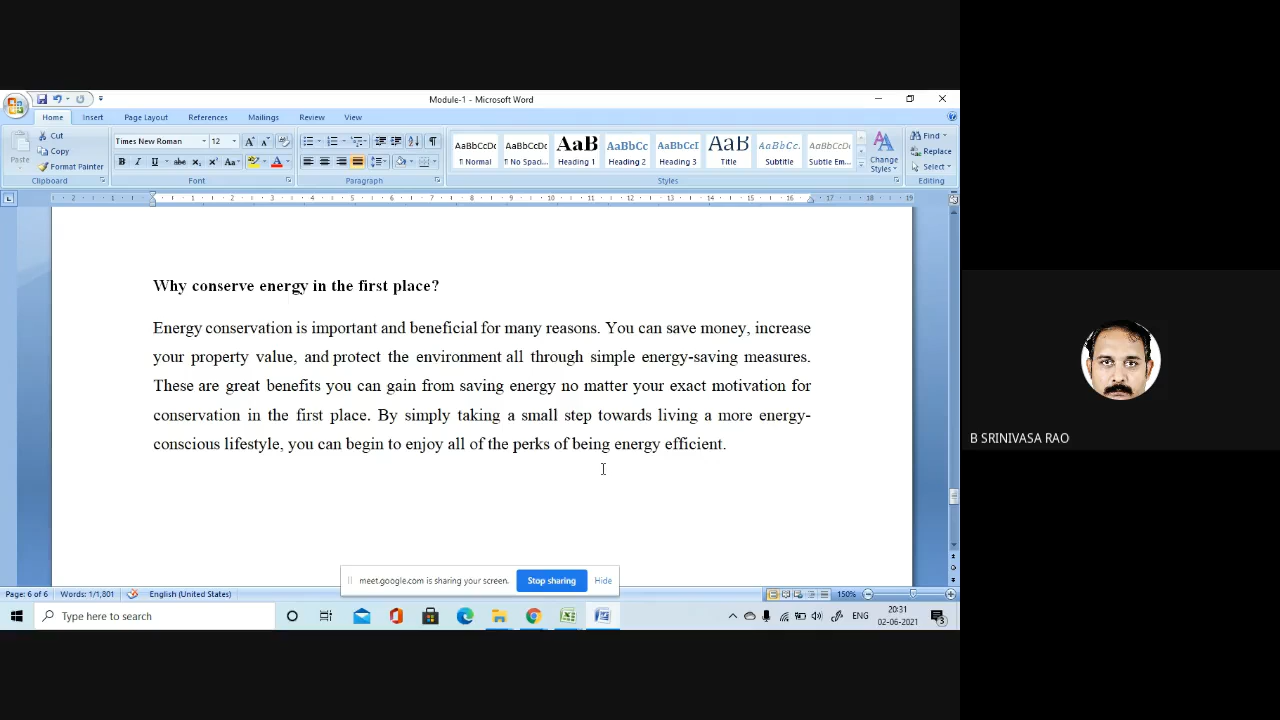 Module-1 - Microsoft Word
Home Insert Page Layout References Mailings Review View
Paste
Cut
Copy
Format Painter
Clipboard
Times New Roman 12
Font
Paragraph
AaBbCcDc AaBbCcDc AaB AaBbCc AaBbCcI AaB AaBbCc. AaBbCcDc
¶ Normal ¶ No Spaci... Heading 1 Heading 2 Heading 3 Title Subtitle Subtle Em...
Change Styles
Styles
Find
Replace
Select
Editing
Why conserve energy in the first place?
Energy conservation is important and beneficial for many reasons. You can save money, increase
your property value, and protect the environment all through simple energy-saving measures.
These are great benefits you can gain from saving energy no matter your exact motivation for
conservation in the first place. By simply taking a small step towards living a more energy-
conscious lifestyle, you can begin to enjoy all of the perks of being energy efficient.
meet.google.com is sharing your screen. Stop sharing Hide
Page: 6 of 6 Words: 1/1,801 English (United States) 150%
Type here to search
ENG
20:31
02-06-2021
B SRINIVASA RAO